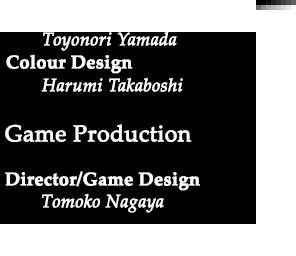 Toyonori Yamada
Colour Design
Harumi Takaboshi
Game Production
Director/Game Design
Tomoko Nagaya